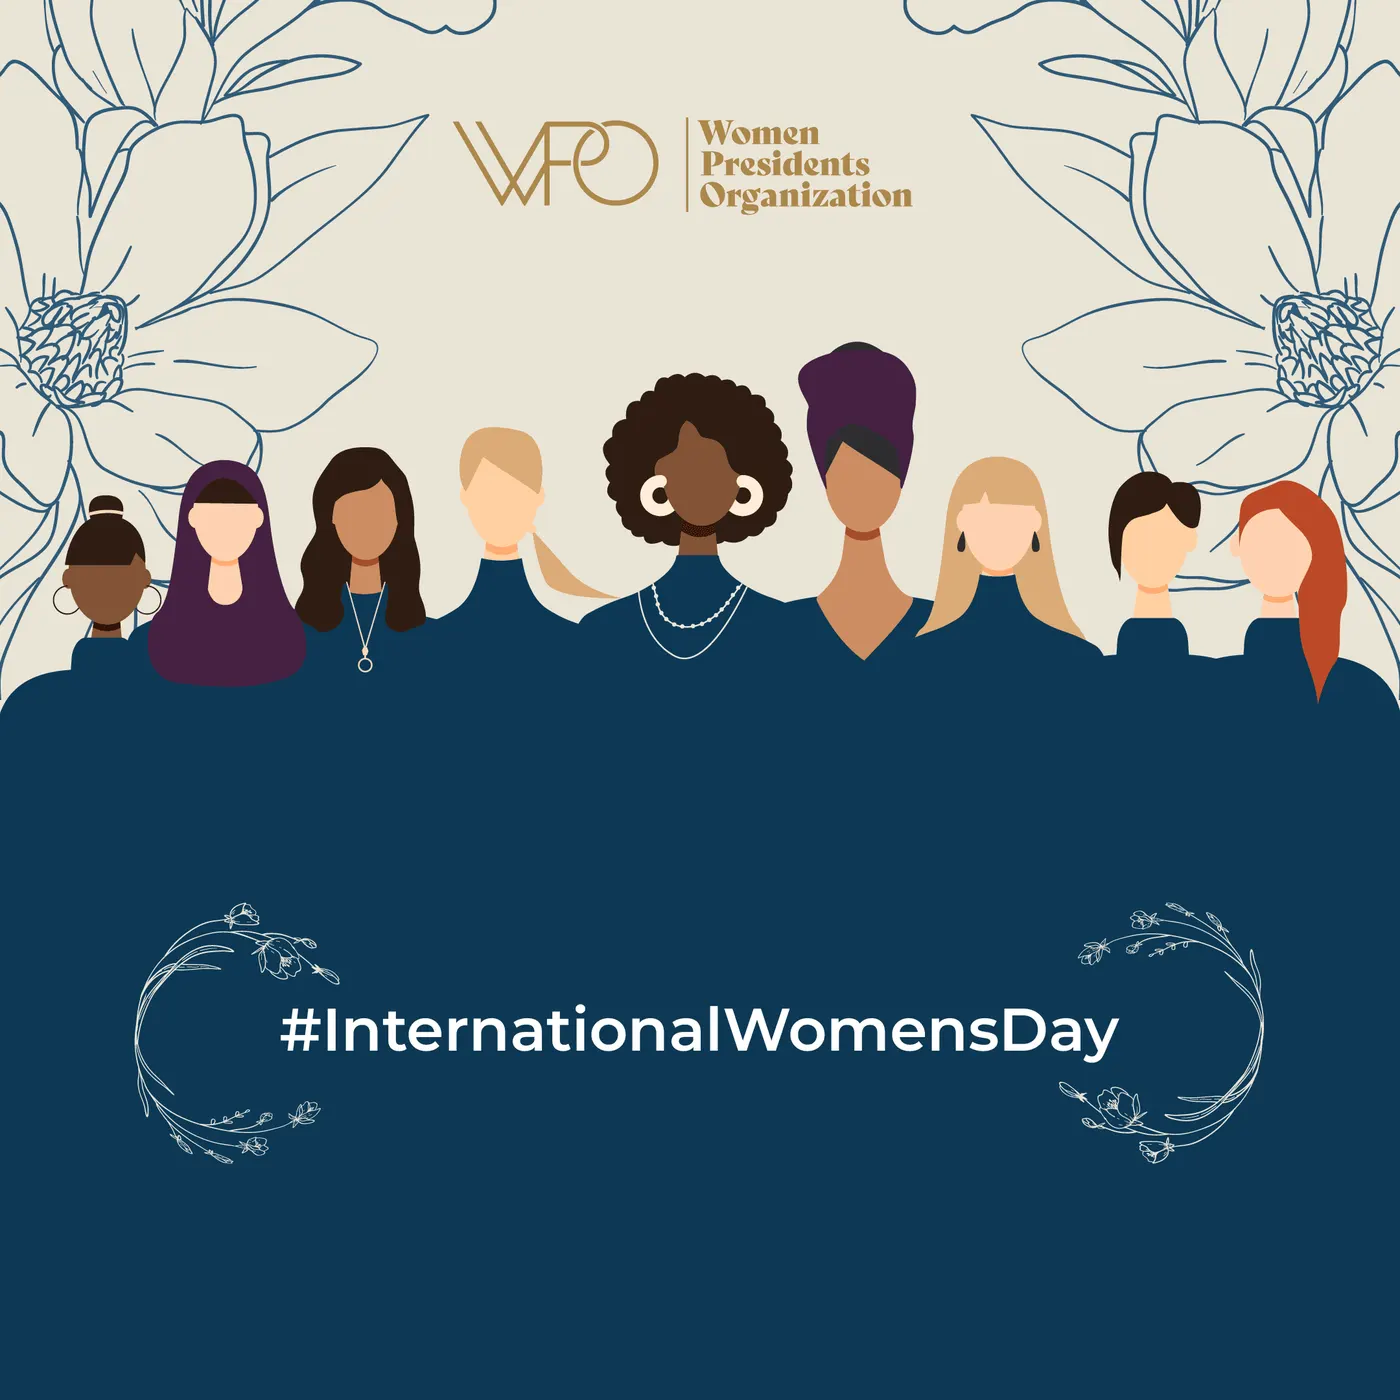 WPO
Women
Presidents
Organization
#InternationalWomensDay